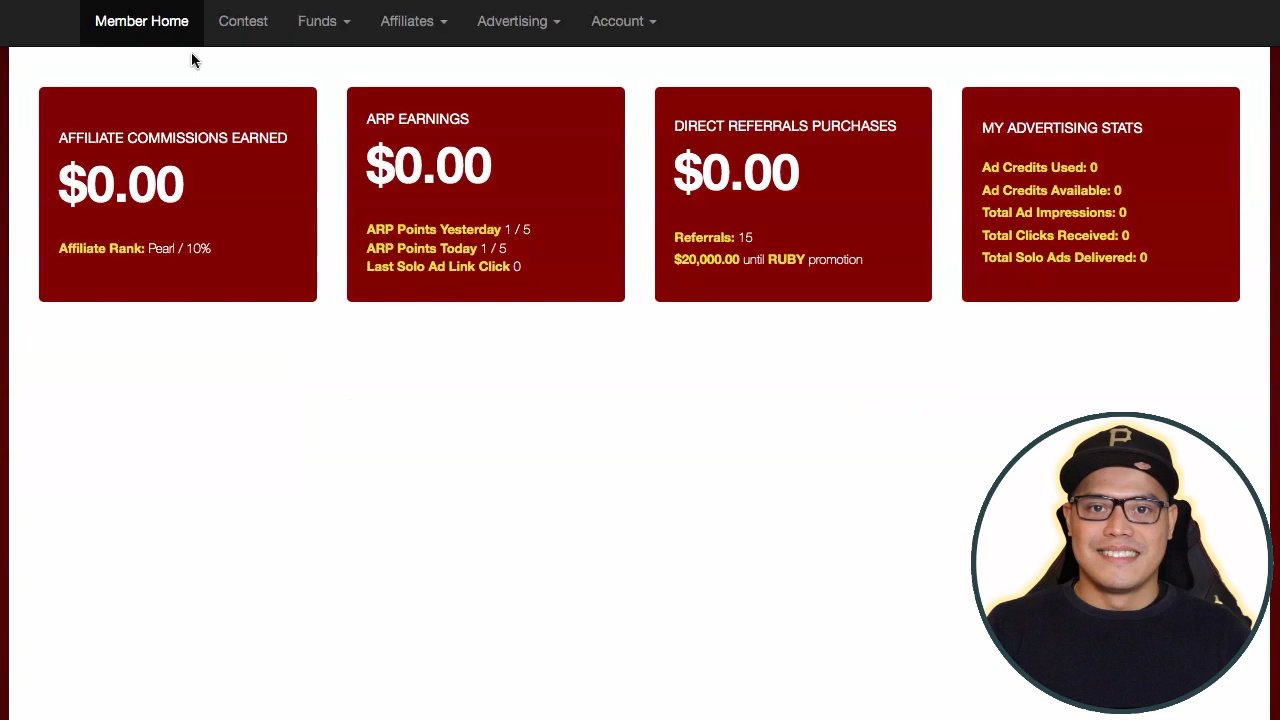 Member Home Contest Funds Affiliates Advertising Account
AFFILIATE COMMISSIONS EARNED
$0.00
Affiliate Rank: Pearl / 10%
ARP EARNINGS
$0.00
ARP Points Yesterday 1 / 5
ARP Points Today 1 / 5
Last Solo Ad Link Click 0
DIRECT REFERRALS PURCHASES
$0.00
Referrals: 15
$20,000.00 until RUBY promotion
MY ADVERTISING STATS
Ad Credits Used: 0
Ad Credits Available: 0
Total Ad Impressions: 0
Total Clicks Received: 0
Total Solo Ads Delivered: 0
P